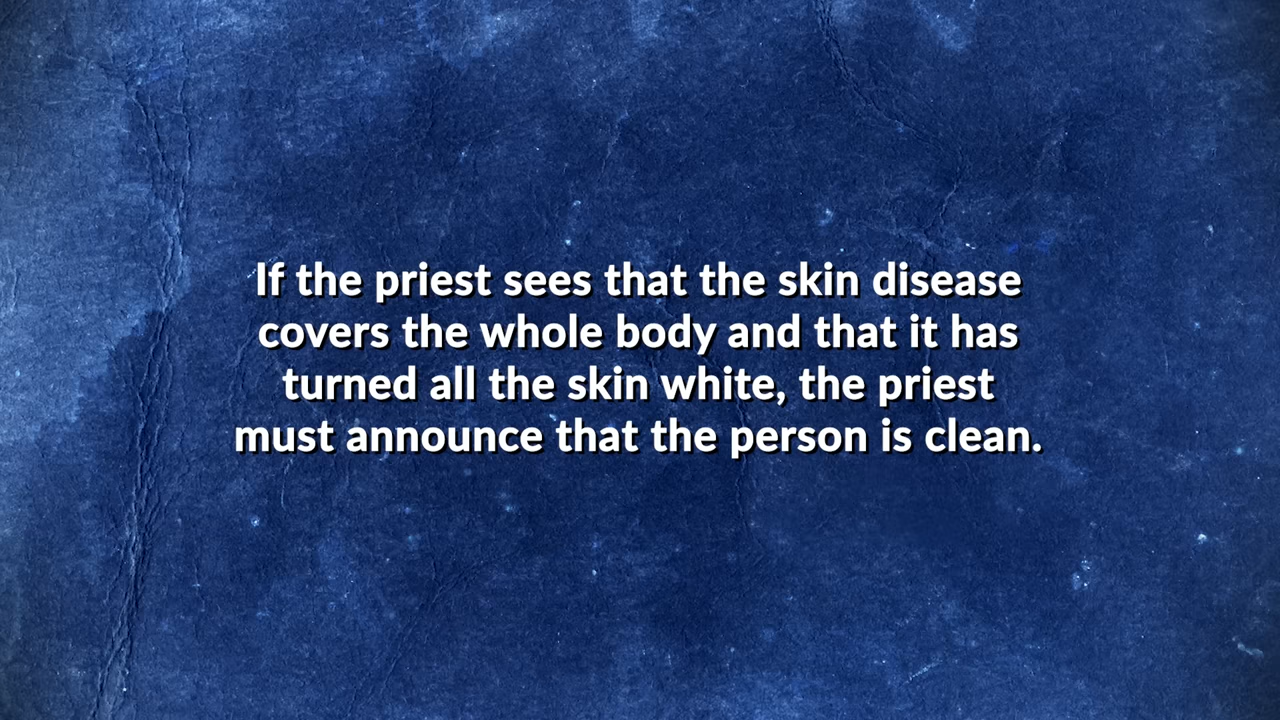 If the priest sees that the skin disease
covers the whole body and that it has
turned all the skin white, the priest
must announce that the person is clean.